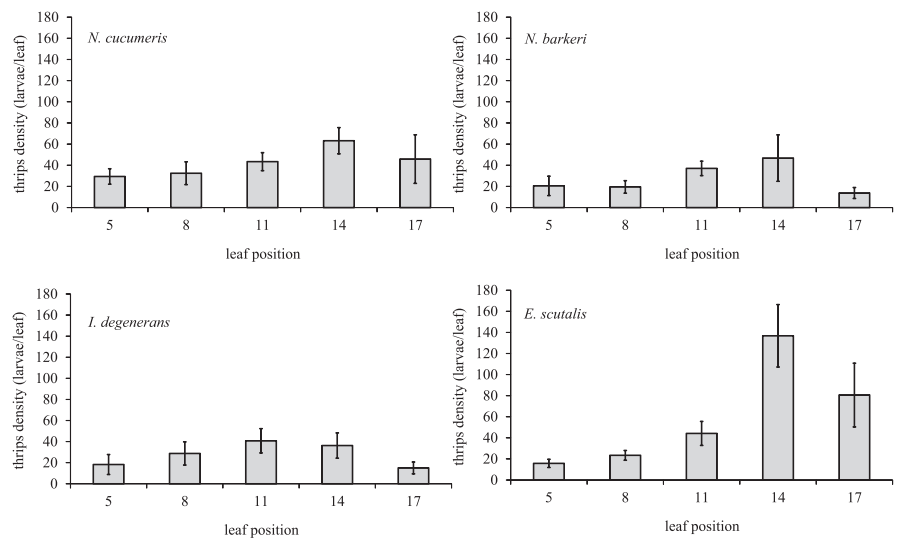 N. cucumeris
thrips density (larvae/leaf)
180
160
140
120
100
80
60
40
20
0
5 8 11 14 17
leaf position
N. barkeri
thrips density (larvae/leaf)
180
160
140
120
100
80
60
40
20
0
5 8 11 14 17
leaf position
I. degenerans
thrips density (larvae/leaf)
180
160
140
120
100
80
60
40
20
0
5 8 11 14 17
leaf position
E. scutalis
thrips density (larvae/leaf)
180
160
140
120
100
80
60
40
20
0
5 8 11 14 17
leaf position